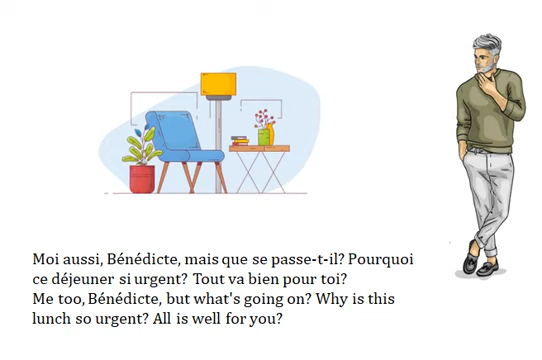 Moi aussi, Bénédicte, mais que se passe-t-il? Pourquoi
ce déjeuner si urgent? Tout va bien pour toi?
Me too, Bénédicte, but what's going on? Why is this
lunch so urgent? All is well for you?